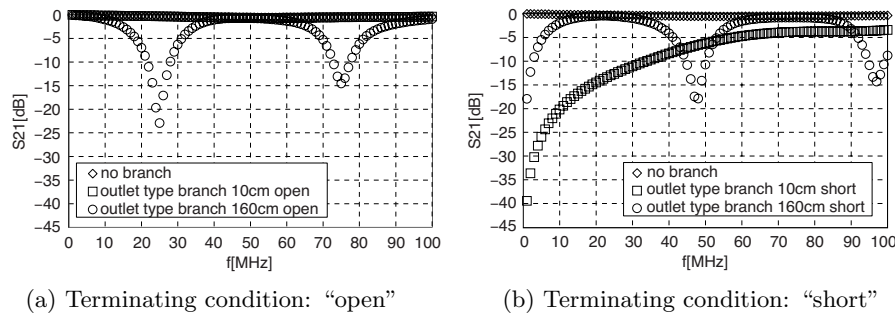 0
−5
−10
−15
−20
−25
−30
−35
−40
−45
S21[dB]
◇ no branch
□ outlet type branch 10cm open
○ outlet type branch 160cm open
0 10 20 30 40 50 60 70 80 90 100
f[MHz]
(a) Terminating condition: “open”
0
−5
−10
−15
−20
−25
−30
−35
−40
−45
S21[dB]
◇ no branch
□ outlet type branch 10cm short
○ outlet type branch 160cm short
0 10 20 30 40 50 60 70 80 90 100
f[MHz]
(b) Terminating condition: “short”